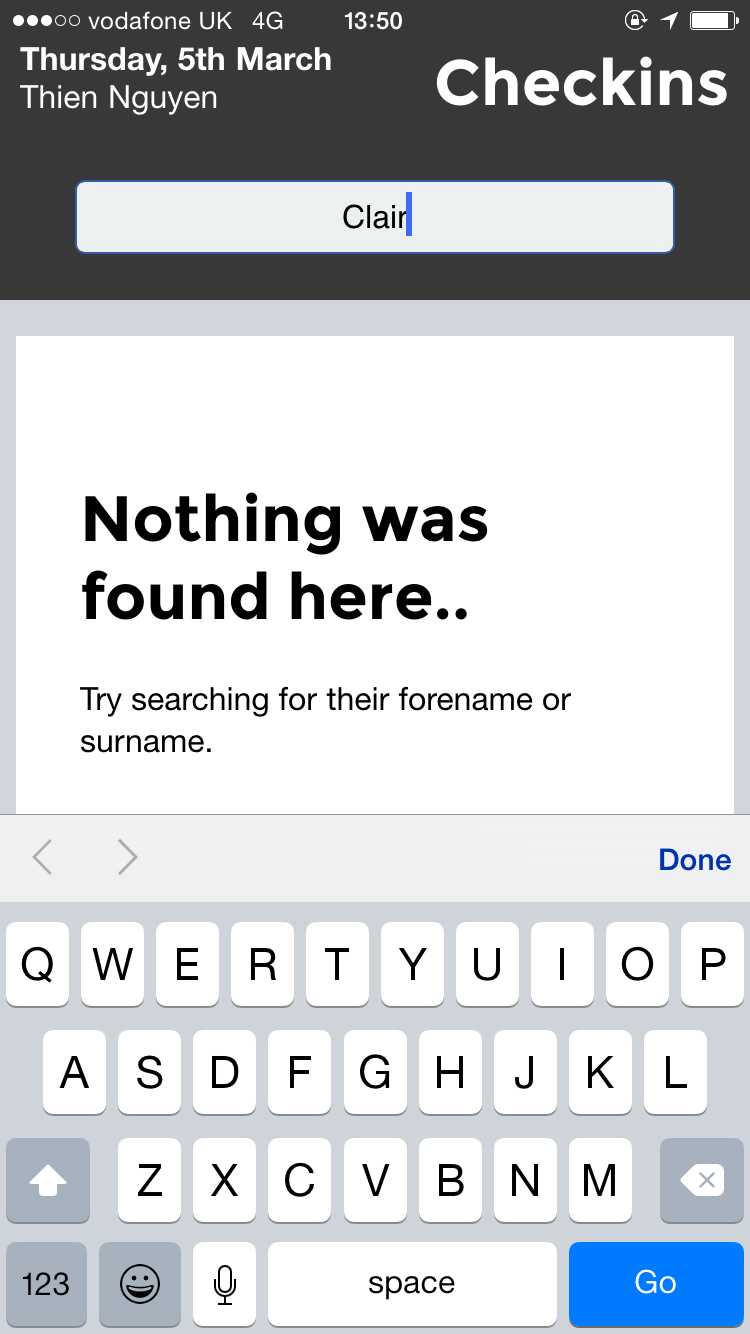 vodafone UK 4G 13:50
Thursday, 5th March
Thien Nguyen
Checkins
Clair
Nothing was
found here..
Try searching for their forename or
surname.
Done
Q W E R T Y U I O P
A S D F G H J K L
Z X C V B N M
123 space Go